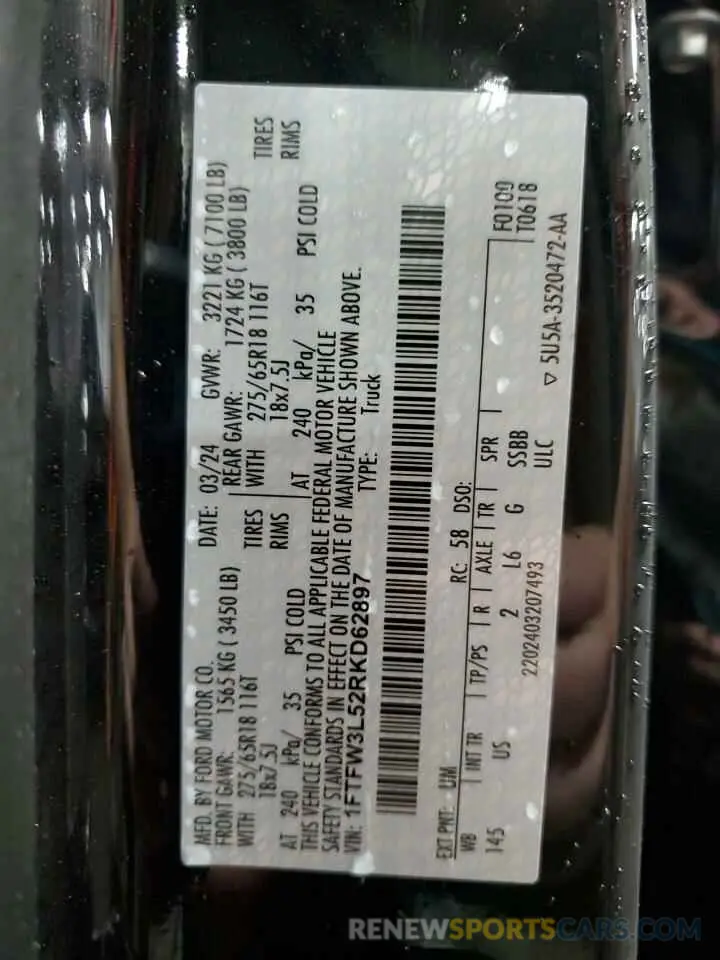 MFD. BY FORD MOTOR CO. DATE: 03/24 GVWR: 3221 KG ( 7100 LB)
FRONT GAWR: 1565 KG ( 3450 LB) REAR GAWR: 1724 KG ( 3800 LB)
WITH 275/65R18 116T TIRES WITH 275/65R18 116T TIRES
18x7.5J RIMS 18x7.5J RIMS
AT 240 kPa/ 35 PSI COLD AT 240 kPa/ 35 PSI COLD
THIS VEHICLE CONFORMS TO ALL APPLICABLE FEDERAL MOTOR VEHICLE
SAFETY STANDARDS IN EFFECT ON THE DATE OF MANUFACTURE SHOWN ABOVE.
VIN: 1FTFW3L52RKD62897 TYPE: Truck
EXT PNT: UM RC: 58 DSO: F0100
WB INT TR TP/PS R AXLE TR SPR T0618
145 US 2 L6 G SSBB
2202403207493 ULC ▽ 5U5A-3520472-AA
RENEWSPORTSCARS.COM